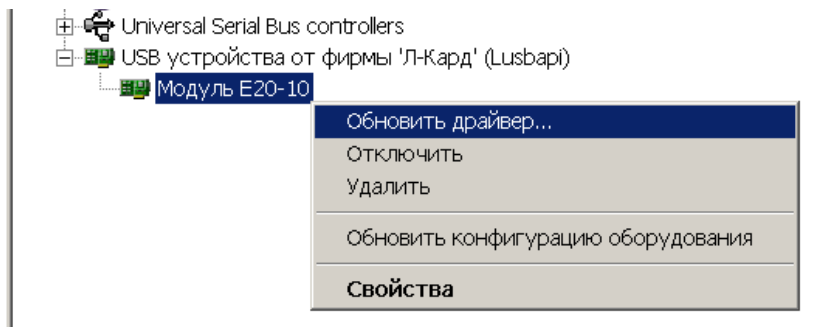 Universal Serial Bus controllers
USB устройства от фирмы 'Л-Кард' (Lusbapi)
Модуль E20-10
Обновить драйвер...
Отключить
Удалить
Обновить конфигурацию оборудования
Свойства